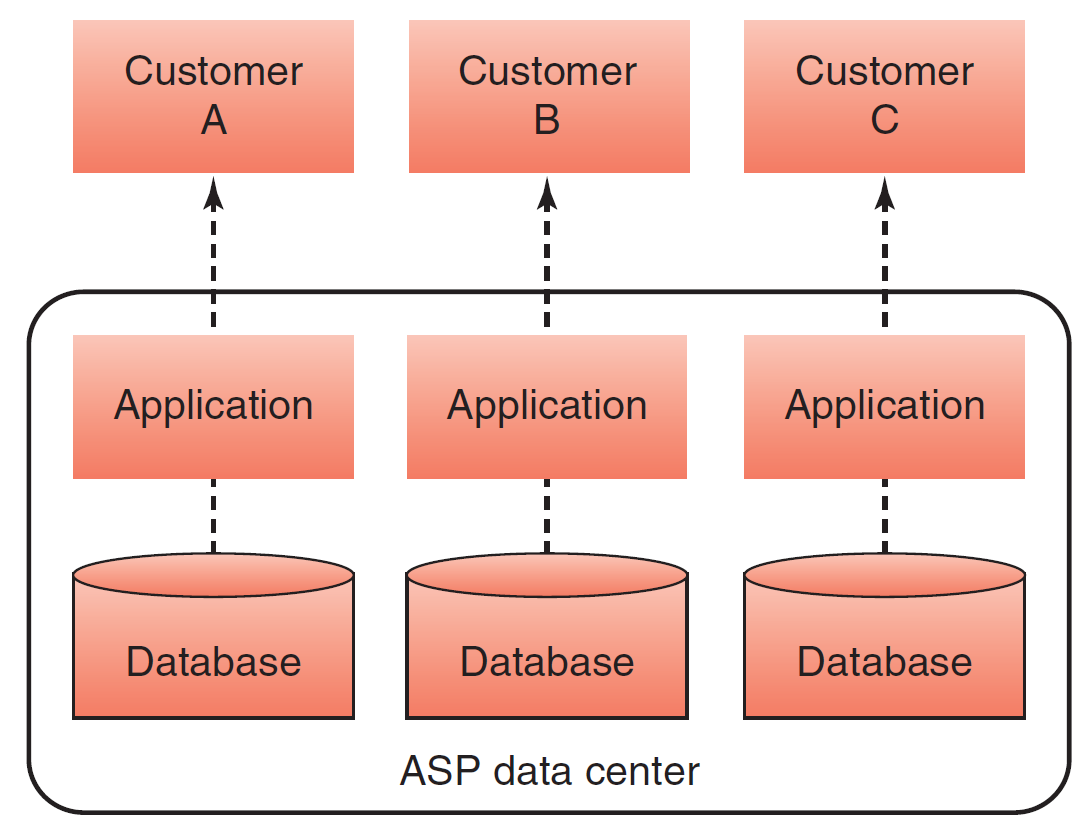 Customer
A
Customer
B
Customer
C
Application
Application
Application
Database
Database
Database
ASP data center